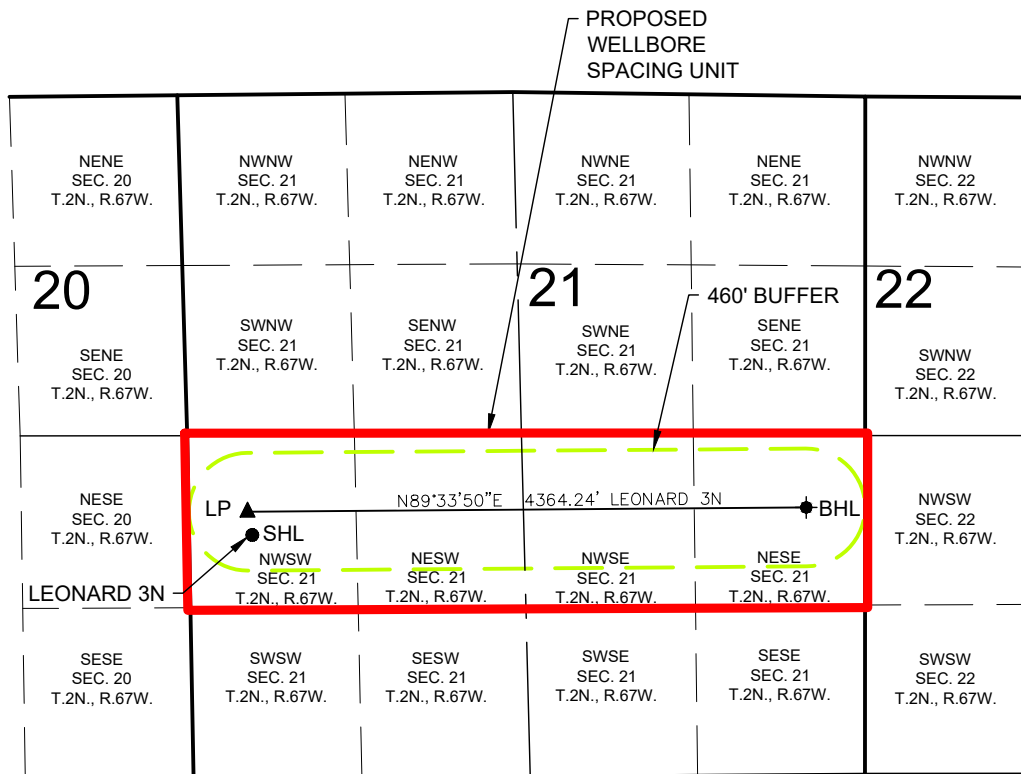 PROPOSED
WELLBORE
SPACING UNIT
NENE
SEC. 20
T.2N., R.67W.
NWNW
SEC. 21
T.2N., R.67W.
NENW
SEC. 21
T.2N., R.67W.
NWNE
SEC. 21
T.2N., R.67W.
NENE
SEC. 21
T.2N., R.67W.
NWNW
SEC. 22
T.2N., R.67W.
20
21
22
460' BUFFER
SENE
SEC. 20
T.2N., R.67W.
SWNW
SEC. 21
T.2N., R.67W.
SENW
SEC. 21
T.2N., R.67W.
SWNE
SEC. 21
T.2N., R.67W.
SENE
SEC. 21
T.2N., R.67W.
SWNW
SEC. 22
T.2N., R.67W.
NESE
SEC. 20
T.2N., R.67W.
LP
N89°33'50"E 4364.24' LEONARD 3N
BHL
SHL
LEONARD 3N
NWSW
SEC. 21
T.2N., R.67W.
NESW
SEC. 21
T.2N., R.67W.
NWSE
SEC. 21
T.2N., R.67W.
NESE
SEC. 21
T.2N., R.67W.
NWSW
SEC. 22
T.2N., R.67W.
SESE
SEC. 20
T.2N., R.67W.
SWSW
SEC. 21
T.2N., R.67W.
SESW
SEC. 21
T.2N., R.67W.
SWSE
SEC. 21
T.2N., R.67W.
SESE
SEC. 21
T.2N., R.67W.
SWSW
SEC. 22
T.2N., R.67W.